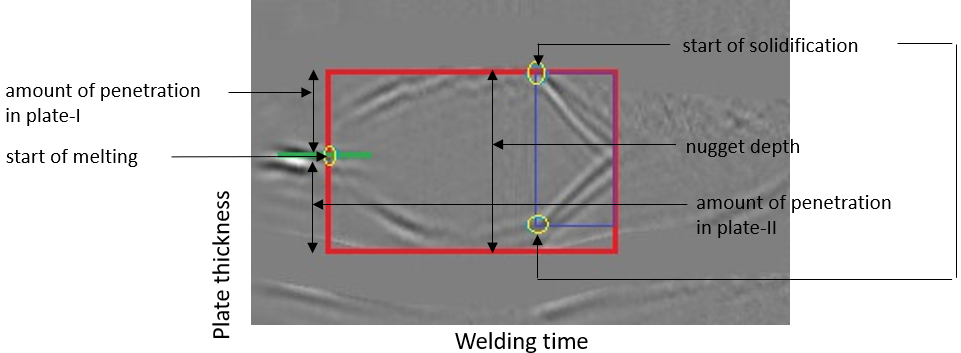 start of solidification
amount of penetration
in plate-I
start of melting
nugget depth
amount of penetration
in plate-II
Plate thickness
Welding time